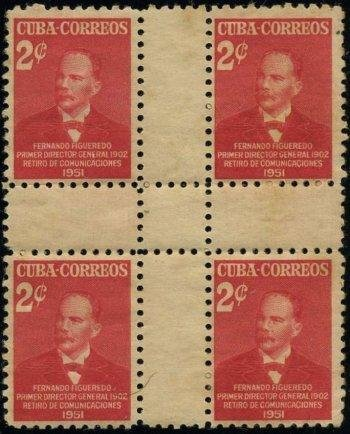 CUBA·CORREOS
2¢
FERNANDO FIGUEREDO
PRIMER DIRECTOR GENERAL 1902
RETIRO DE COMUNICACIONES
1951
CUBA·CORREOS
2¢
FERNANDO FIGUEREDO
PRIMER DIRECTOR GENERAL 1902
RETIRO DE COMUNICACIONES
1951
CUBA·CORREOS
2¢
FERNANDO FIGUEREDO
PRIMER DIRECTOR GENERAL 1902
RETIRO DE COMUNICACIONES
1951
CUBA·CORREOS
2¢
FERNANDO FIGUEREDO
PRIMER DIRECTOR GENERAL 1902
RETIRO DE COMUNICACIONES
1951